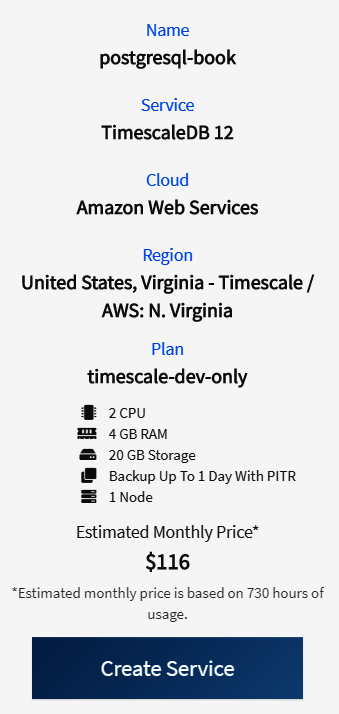 Name
postgresql-book
Service
TimescaleDB 12
Cloud
Amazon Web Services
Region
United States, Virginia - Timescale /
AWS: N. Virginia
Plan
timescale-dev-only
2 CPU
4 GB RAM
20 GB Storage
Backup Up To 1 Day With PITR
1 Node
Estimated Monthly Price*
$116
*Estimated monthly price is based on 730 hours of
usage.
Create Service